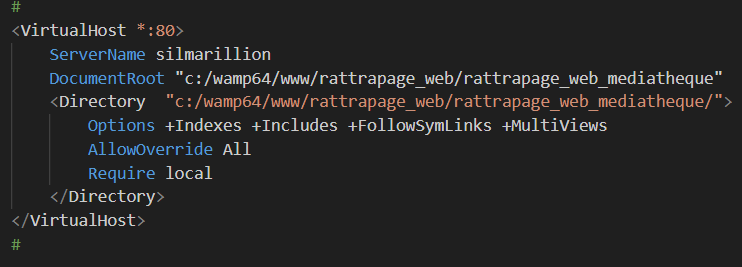 #
<VirtualHost *:80>
    ServerName silmarillion
    DocumentRoot "c:/wamp64/www/rattrapage_web/rattrapage_web_mediatheque"
    <Directory  "c:/wamp64/www/rattrapage_web/rattrapage_web_mediatheque/">
        Options +Indexes +Includes +FollowSymLinks +MultiViews
        AllowOverride All
        Require local
    </Directory>
</VirtualHost>
#